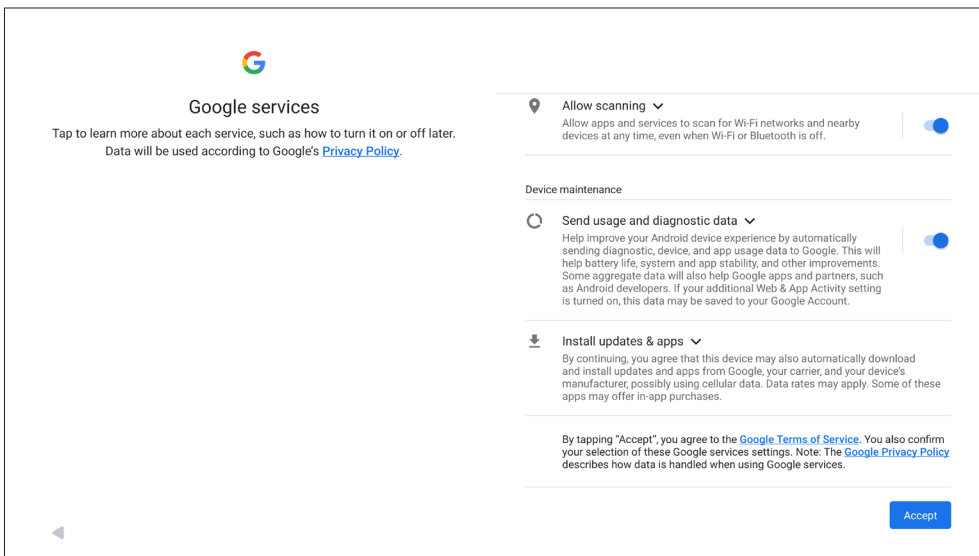 Google services
Tap to learn more about each service, such as how to turn it on or off later.
Data will be used according to Google's Privacy Policy.
Allow scanning
Allow apps and services to scan for Wi-Fi networks and nearby
devices at any time, even when Wi-Fi or Bluetooth is off.
Device maintenance
Send usage and diagnostic data
Help improve your Android device experience by automatically
sending diagnostic, device, and app usage data to Google. This will
help battery life, system and app stability, and other improvements.
Some aggregate data will also help Google apps and partners, such
as Android developers. If your additional Web & App Activity setting
is turned on, this data may be saved to your Google Account.
Install updates & apps
By continuing, you agree that this device may also automatically download
and install updates and apps from Google, your carrier, and your device's
manufacturer, possibly using cellular data. Data rates may apply. Some of these
apps may offer in-app purchases.
By tapping "Accept", you agree to the Google Terms of Service. You also confirm
your selection of these Google services settings. Note: The Google Privacy Policy
describes how data is handled when using Google services.
Accept